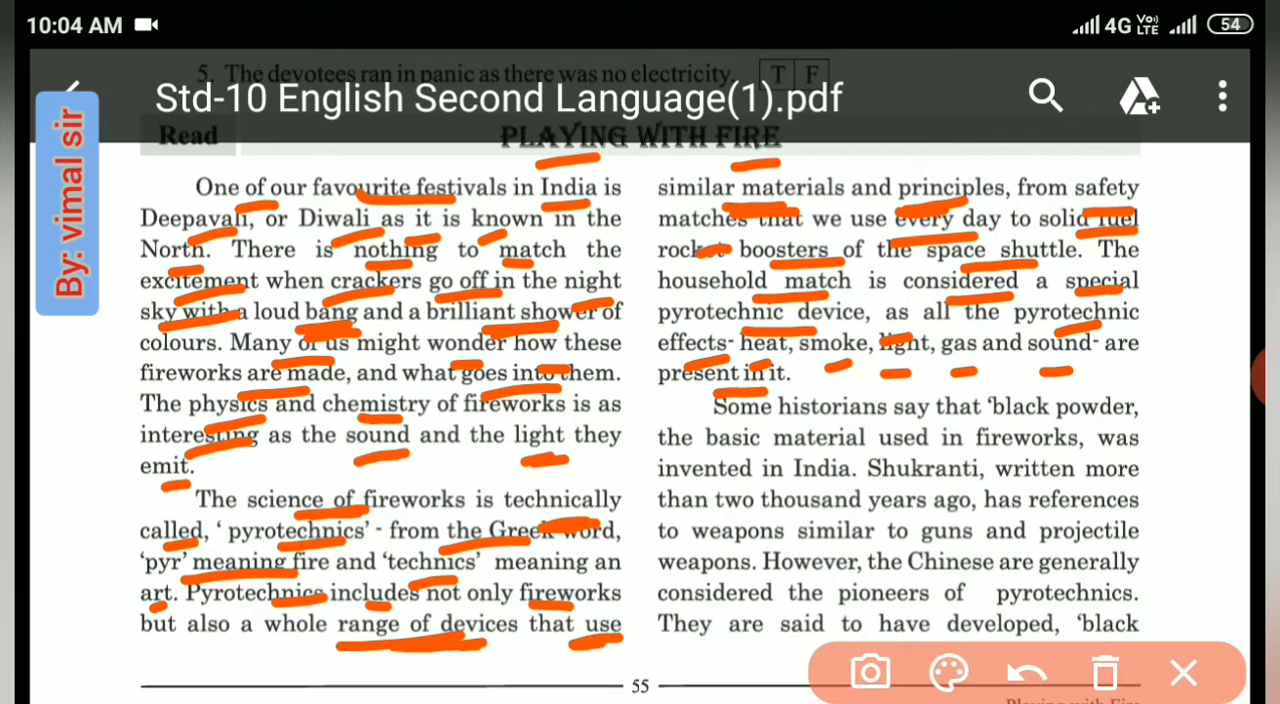 10:04 AM
4G Vo) LTE 54
5. The devotees ran in panic as there was no electricity. T F
Std-10 English Second Language(1).pdf
By: vimal sir
Read
PLAYING WITH FIRE
One of our favourite festivals in India is
Deepavali, or Diwali as it is known in the
North. There is nothing to match the
excitement when crackers go off in the night
sky with a loud bang and a brilliant shower of
colours. Many of us might wonder how these
fireworks are made, and what goes into them.
The physics and chemistry of fireworks is as
interesting as the sound and the light they
emit.
The science of fireworks is technically
called, ‘ pyrotechnics’ - from the Greek word,
‘pyr’ meaning fire and ‘technics’ meaning an
art. Pyrotechnics includes not only fireworks
but also a whole range of devices that use
similar materials and principles, from safety
matches that we use every day to solid fuel
rocket boosters of the space shuttle. The
household match is considered a special
pyrotechnic device, as all the pyrotechnic
effects- heat, smoke, light, gas and sound- are
present in it.
Some historians say that ‘black powder,
the basic material used in fireworks, was
invented in India. Shukranti, written more
than two thousand years ago, has references
to weapons similar to guns and projectile
weapons. However, the Chinese are generally
considered the pioneers of pyrotechnics.
They are said to have developed, ‘black
55
Playing with Fire